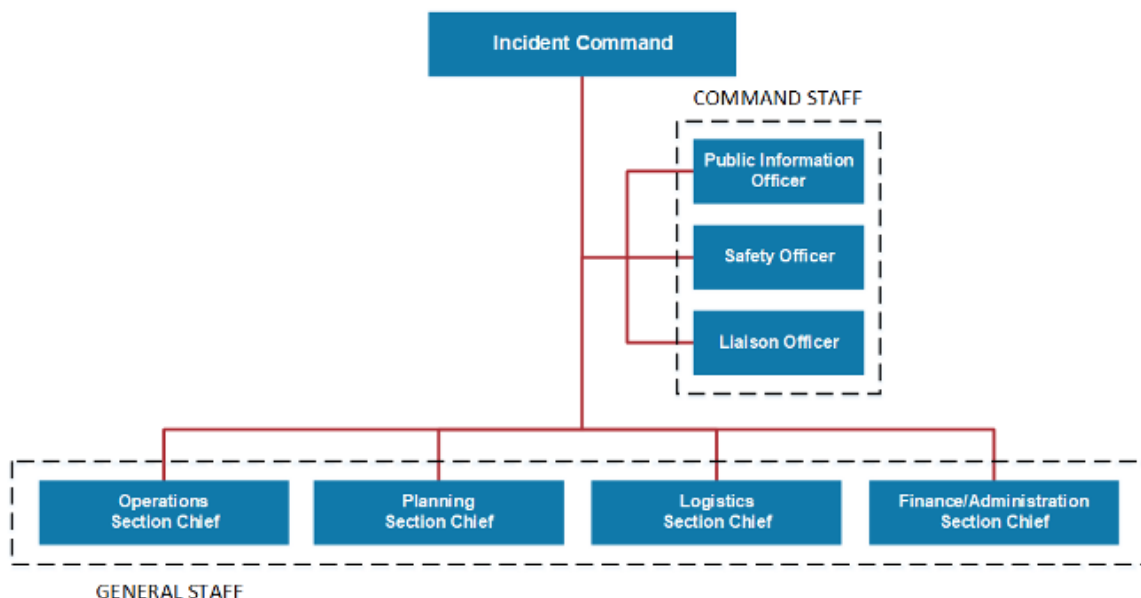 Incident Command
COMMAND STAFF
Public Information
Officer
Safety Officer
Liaison Officer
Operations
Section Chief
Planning
Section Chief
Logistics
Section Chief
Finance/Administration
Section Chief
GENERAL STAFF